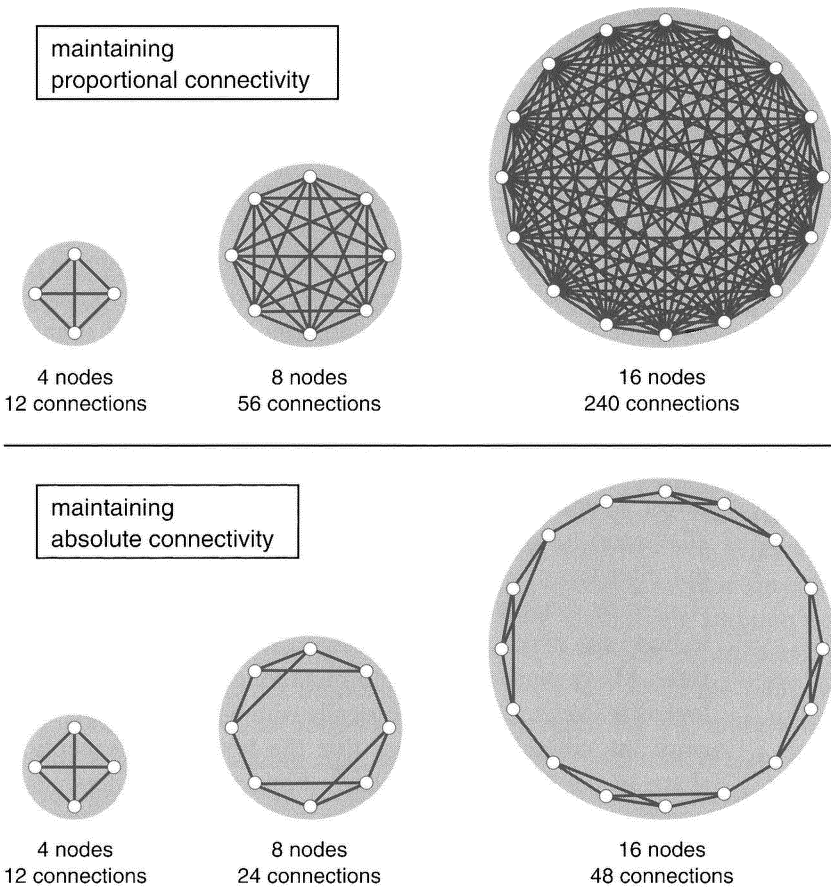 maintaining
proportional connectivity
4 nodes
12 connections
8 nodes
56 connections
16 nodes
240 connections
maintaining
absolute connectivity
4 nodes
12 connections
8 nodes
24 connections
16 nodes
48 connections